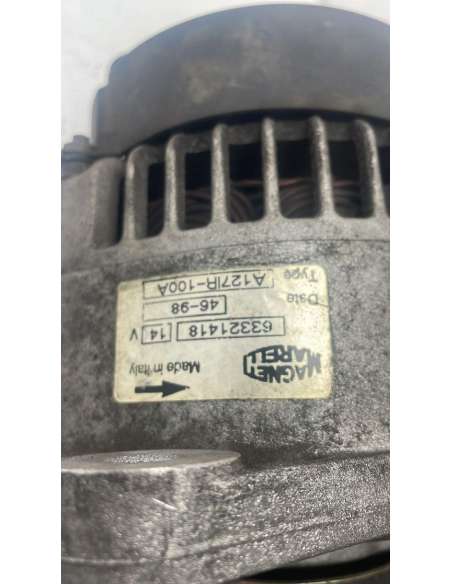 MAGNETI
MARELLI
Made in Italy
63321418 14 V
Date 46-98
Type A127IR-100A